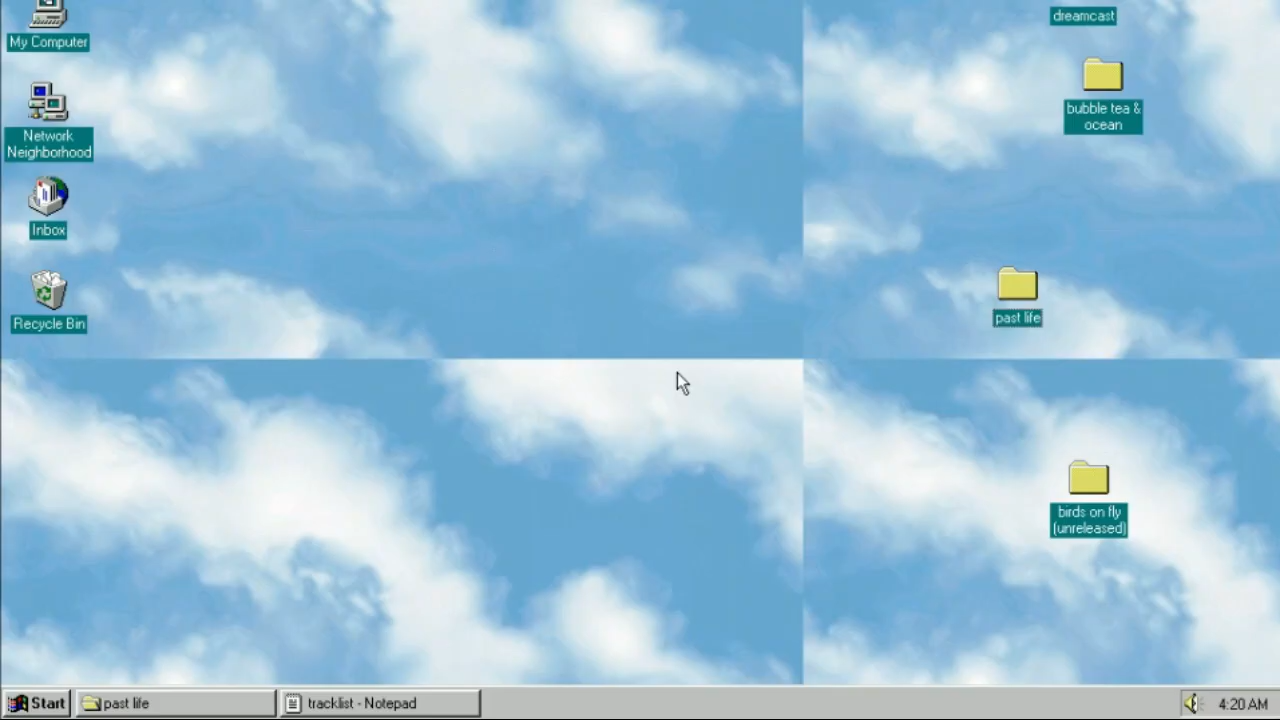 My Computer
Network
Neighborhood
Inbox
Recycle Bin
dreamcast
bubble tea &
ocean
past life
birds on fly
(unreleased)
Start
past life
tracklist - Notepad
4:20 AM